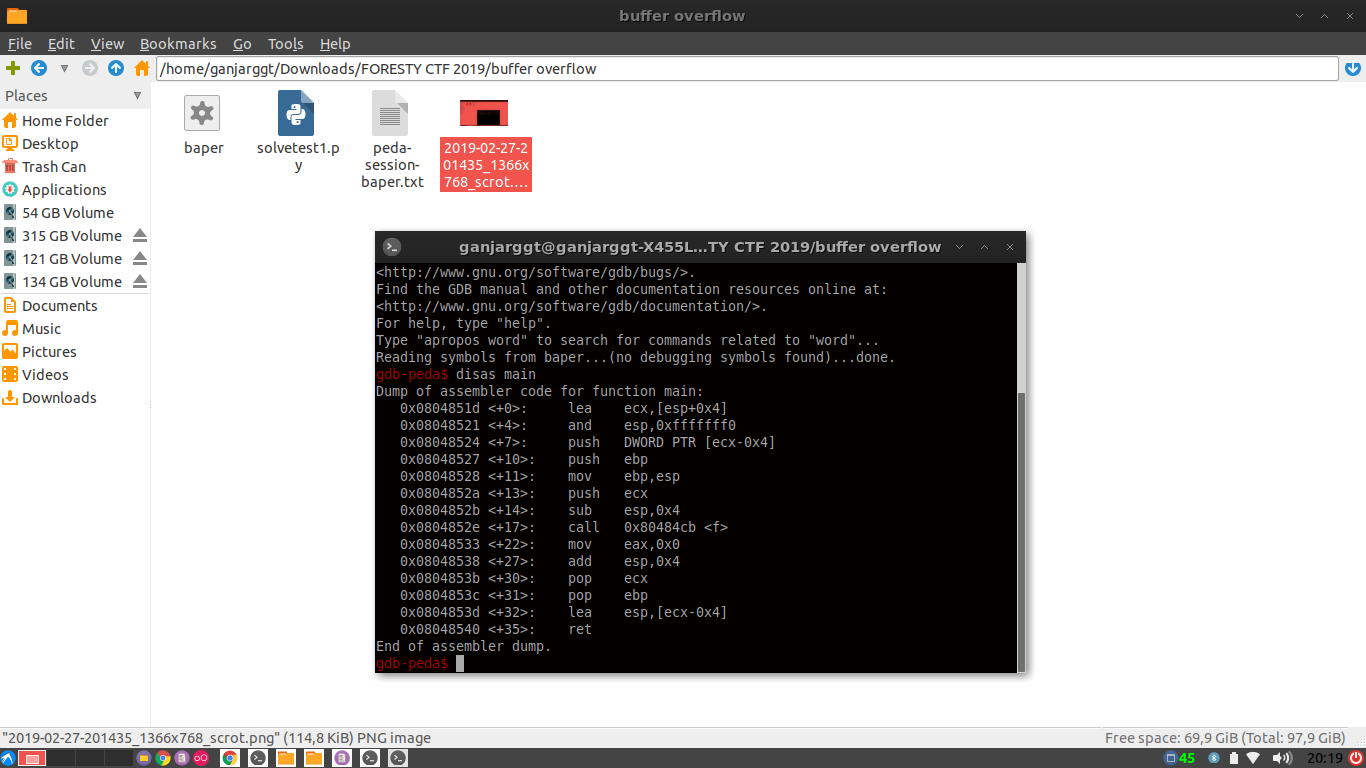 buffer overflow
File Edit View Bookmarks Go Tools Help
/home/ganjarggt/Downloads/FORESTY CTF 2019/buffer overflow
Places
Home Folder
Desktop
Trash Can
Applications
54 GB Volume
315 GB Volume
121 GB Volume
134 GB Volume
Documents
Music
Pictures
Videos
Downloads
baper
solvetest1.p
y
peda-
session-
baper.txt
2019-02-27-2
01435_1366x
768_scrot.…
ganjarggt@ganjarggt-X455L...TY CTF 2019/buffer overflow
<http://www.gnu.org/software/gdb/bugs/>.
Find the GDB manual and other documentation resources online at:
<http://www.gnu.org/software/gdb/documentation/>.
For help, type "help".
Type "apropos word" to search for commands related to "word"...
Reading symbols from baper...(no debugging symbols found)...done.
gdb-peda$ disas main
Dump of assembler code for function main:
   0x0804851d <+0>:     lea    ecx,[esp+0x4]
   0x08048521 <+4>:     and    esp,0xfffffff0
   0x08048524 <+7>:     push   DWORD PTR [ecx-0x4]
   0x08048527 <+10>:    push   ebp
   0x08048528 <+11>:    mov    ebp,esp
   0x0804852a <+13>:    push   ecx
   0x0804852b <+14>:    sub    esp,0x4
   0x0804852e <+17>:    call   0x80484cb <f>
   0x08048533 <+22>:    mov    eax,0x0
   0x08048538 <+27>:    add    esp,0x4
   0x0804853b <+30>:    pop    ecx
   0x0804853c <+31>:    pop    ebp
   0x0804853d <+32>:    lea    esp,[ecx-0x4]
   0x08048540 <+35>:    ret
End of assembler dump.
gdb-peda$
"2019-02-27-201435_1366x768_scrot.png" (114,8 KiB) PNG image
Free space: 69,9 GiB (Total: 97,9 GiB)
45
20:19